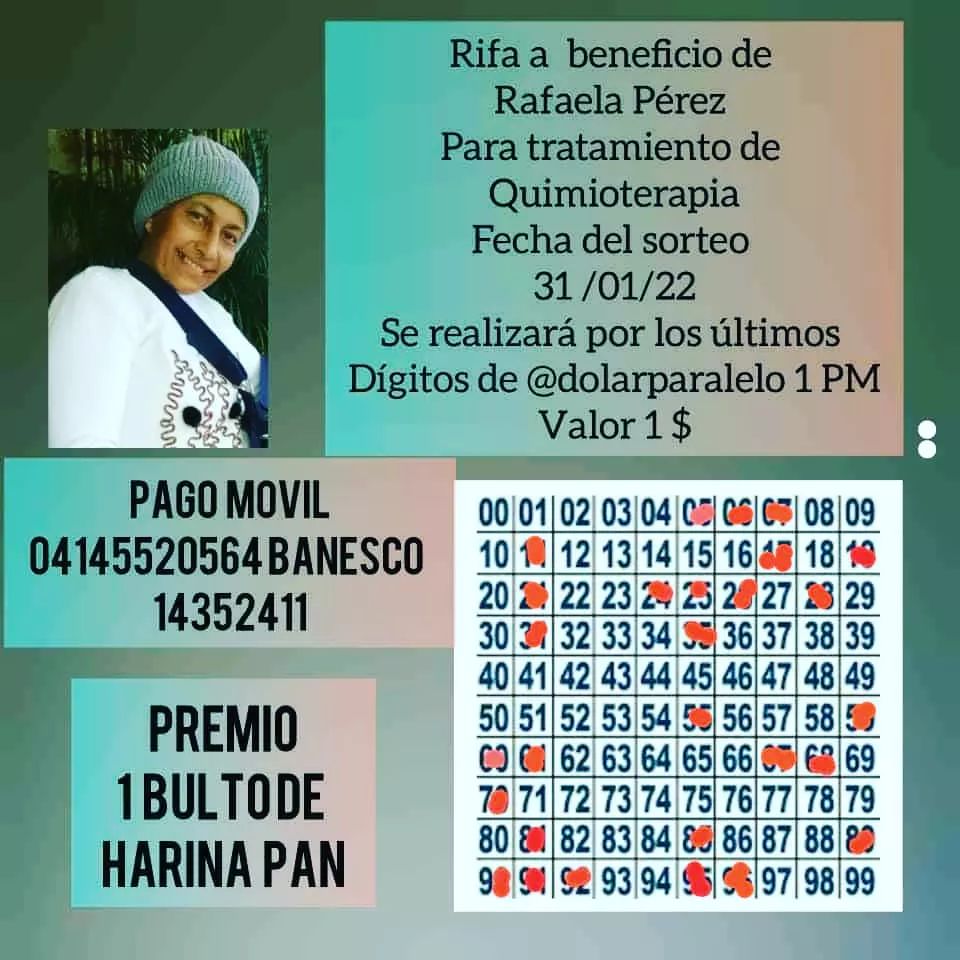 Rifa a beneficio de
Rafaela Pérez
Para tratamiento de
Quimioterapia
Fecha del sorteo
31 /01/22
Se realizará por los últimos
Dígitos de @dolarparalelo 1 PM
Valor 1 $
PAGO MOVIL
04145520564 BANESCO
14352411
PREMIO
1 BULTO DE
HARINA PAN
00 01 02 03 04 08 09
10 12 13 14 15 16 18
20 22 23 27 29
30 32 33 34 36 37 38 39
40 41 42 43 44 45 46 47 48 49
50 51 52 53 54 56 57 58
62 63 64 65 66 69
71 72 73 74 75 76 77 78 79
80 82 83 84 86 87 88
93 94 97 98 99